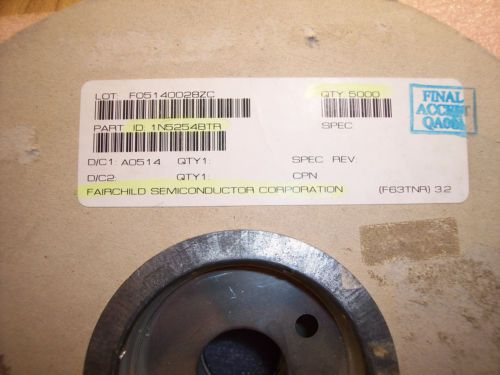 LOT: F05140028ZC QTY: 5000
PART ID: 1N5254BTR SPEC:
D/C1: A0514 QTY1: SPEC REV:
D/C2: QTY1: CPN
FAIRCHILD SEMICONDUCTOR CORPORATION (F63TNR) 3.2
FINAL
ACCEPT